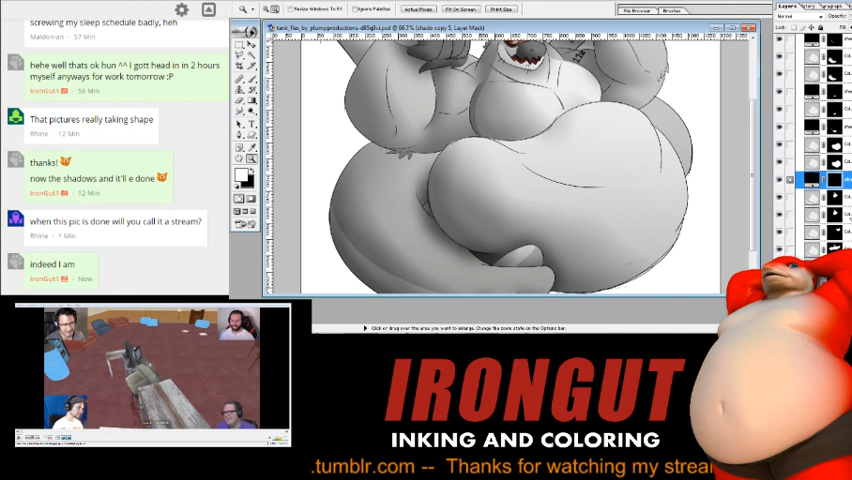 screwing my sleep schedule badly, heh
Maldonian · 37 Min
hehe well thats ok hun ^^ I gott head in in 2 hours
myself anyways for work tomorrow :P
IronGut1 · 56 Min
That pictures really taking shape
Rhine · 12 Min
thanks!
now the shadows and it'll e done
IronGut1 · 12 Min
when this pic is done will you call it a stream?
Rhine · 1 Min
indeed I am
IronGut1 · Now
Resize Windows To Fit
Ignore Palettes
Actual Pixels
Fit On Screen
Print Size
File Browser
Brushes
Layers
Normal
Click or drag over the area you want to enlarge. Change zoom state on the Options bar.
IRONGUT
INKING AND COLORING
.tumblr.com -- Thanks for watching my strea